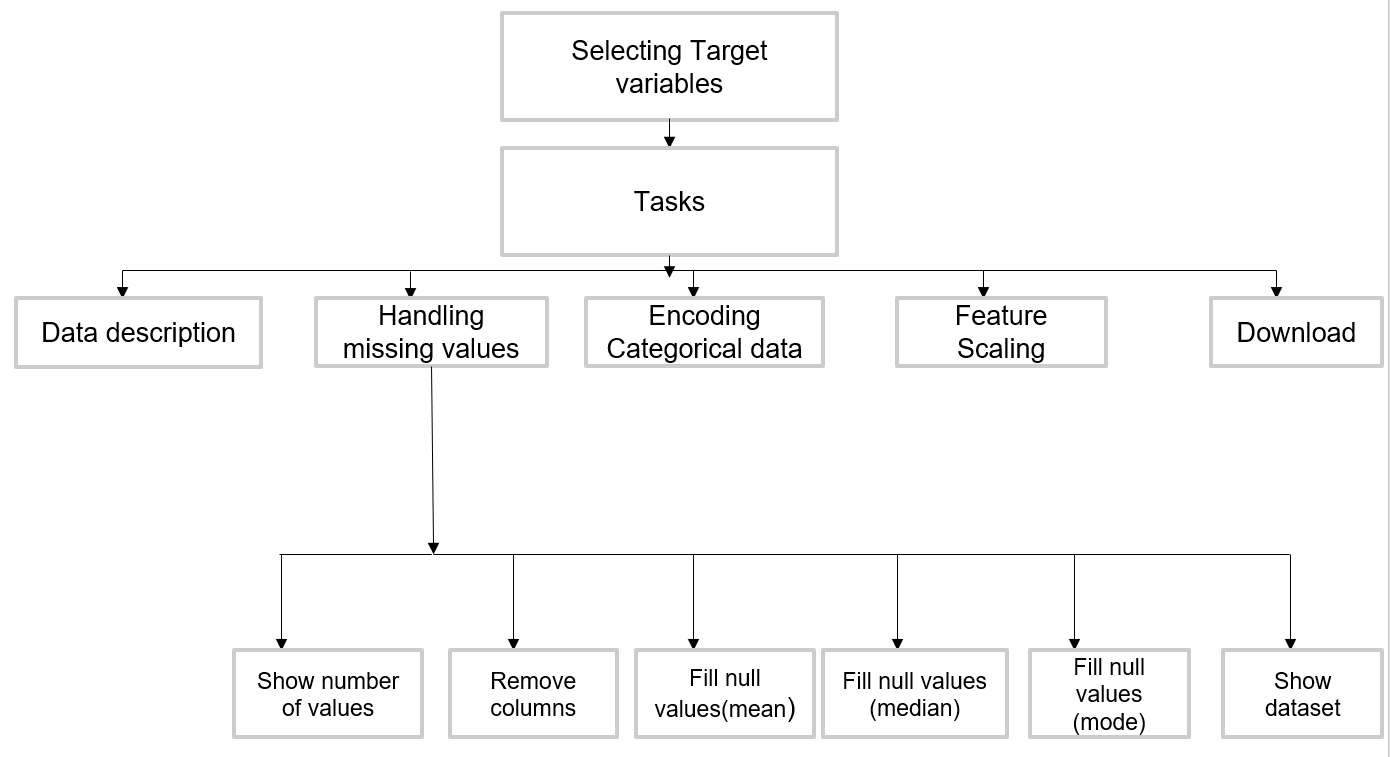 Selecting Target
variables
Tasks
Data description
Handling
missing values
Encoding
Categorical data
Feature
Scaling
Download
Show number
of values
Remove
columns
Fill null
values(mean)
Fill null values
(median)
Fill null
values
(mode)
Show
dataset